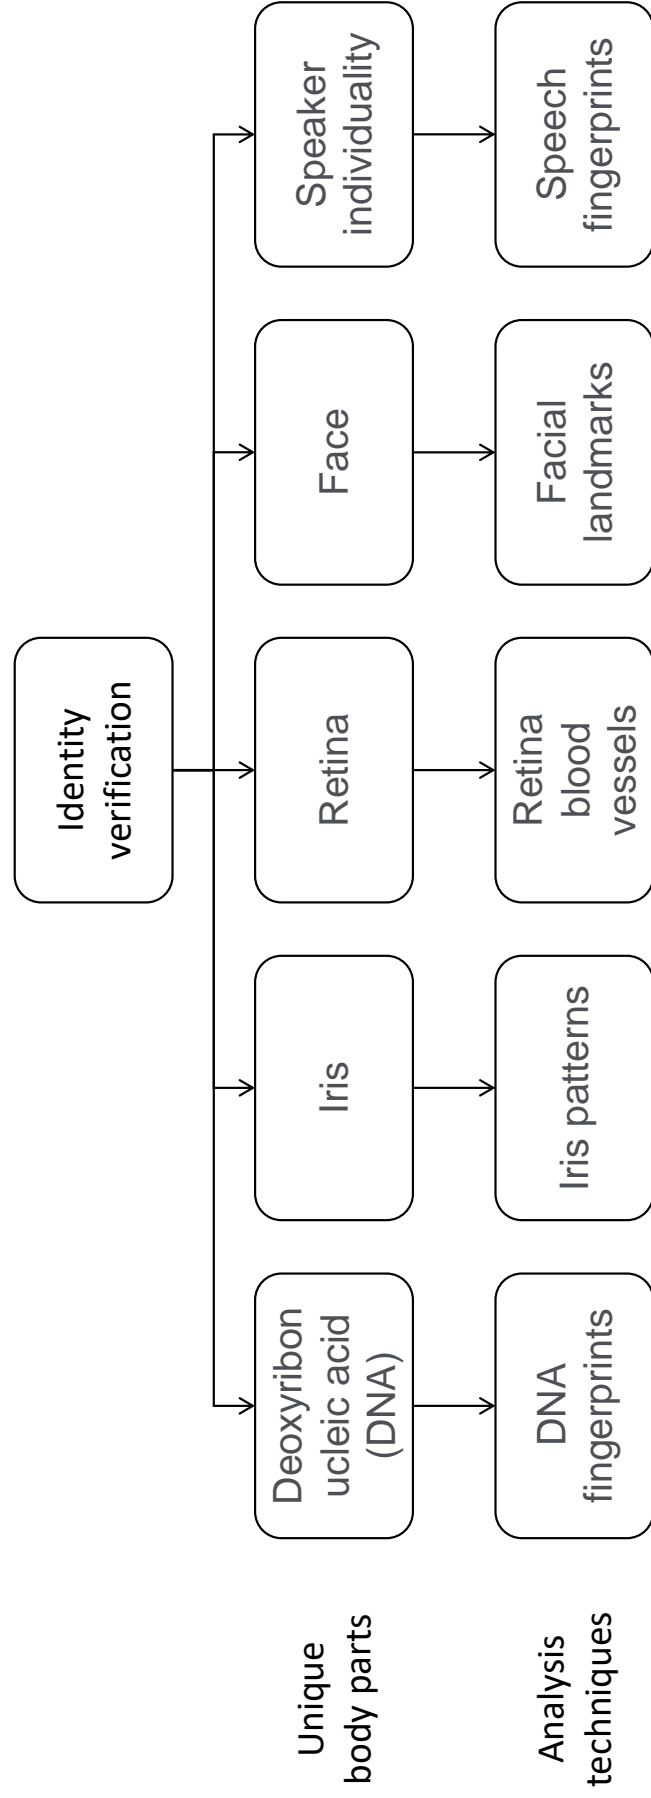 Identity
verification
Unique
body parts
Deoxyribon
ucleic acid
(DNA)
Iris
Retina
Face
Speaker
individuality
Analysis
techniques
DNA
fingerprints
Iris patterns
Retina
blood
vessels
Facial
landmarks
Speech
fingerprints